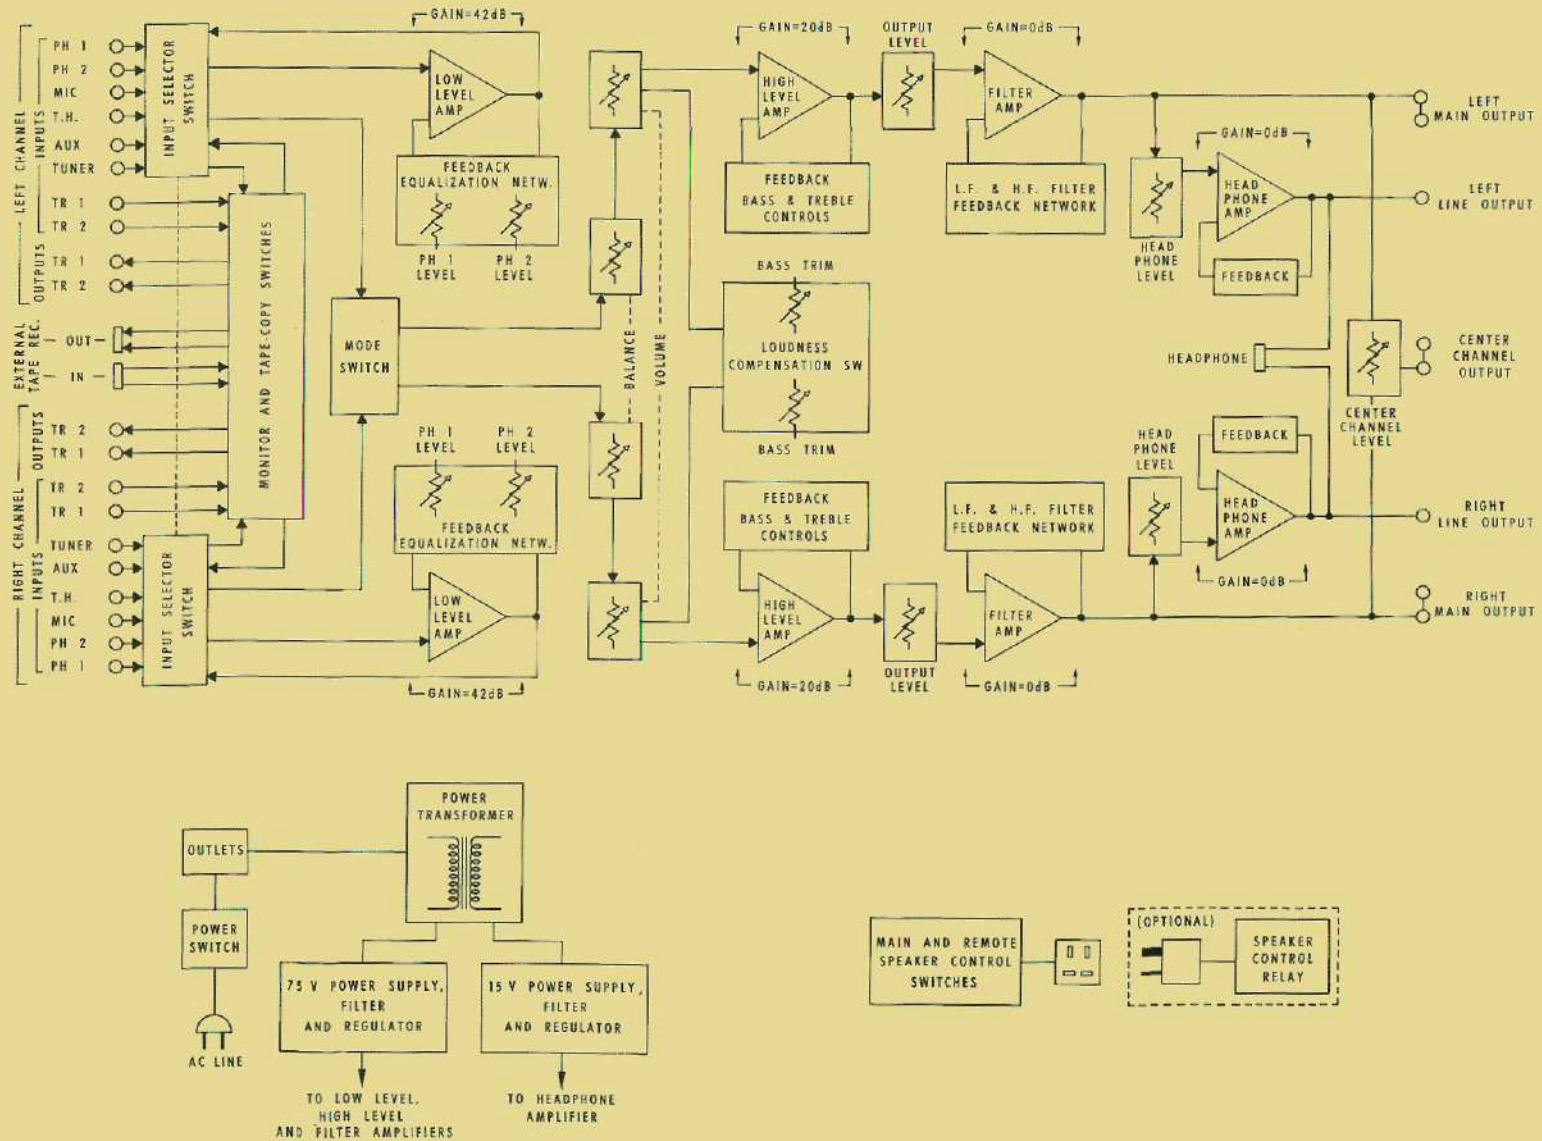 LEFT CHANNEL
INPUTS
PH 1
PH 2
MIC
T.H.
AUX
TUNER
TR 1
TR 2
OUTPUTS
TR 1
TR 2
EXTERNAL
TAPE REC.
OUT
IN
RIGHT CHANNEL
OUTPUTS
TR 2
TR 1
INPUTS
TR 2
TR 1
TUNER
AUX
T.H.
MIC
PH 2
PH 1
INPUT SELECTOR
SWITCH
MONITOR AND TAPE-COPY SWITCHES
INPUT SELECTOR
SWITCH
MODE
SWITCH
GAIN=42dB
LOW
LEVEL
AMP
FEEDBACK
EQUALIZATION NETW.
PH 1
LEVEL
PH 2
LEVEL
PH 1
LEVEL
PH 2
LEVEL
FEEDBACK
EQUALIZATION NETW.
LOW
LEVEL
AMP
GAIN=42dB
BALANCE
VOLUME
GAIN=20dB
HIGH
LEVEL
AMP
FEEDBACK
BASS & TREBLE
CONTROLS
BASS TRIM
LOUDNESS
COMPENSATION SW
BASS TRIM
FEEDBACK
BASS & TREBLE
CONTROLS
HIGH
LEVEL
AMP
GAIN=20dB
OUTPUT
LEVEL
GAIN=0dB
FILTER
AMP
L.F. & H.F. FILTER
FEEDBACK NETWORK
L.F. & H.F. FILTER
FEEDBACK NETWORK
FILTER
AMP
OUTPUT
LEVEL
GAIN=0dB
GAIN=0dB
HEAD
PHONE
AMP
HEAD
PHONE LEVEL
FEEDBACK
HEADPHONE
HEAD
PHONE
LEVEL
FEEDBACK
HEAD
PHONE
AMP
GAIN=0dB
CENTER
CHANNEL
LEVEL
LEFT
MAIN OUTPUT
LEFT
LINE OUTPUT
CENTER
CHANNEL
OUTPUT
RIGHT
LINE OUTPUT
RIGHT
MAIN OUTPUT
POWER
TRANSFORMER
OUTLETS
POWER
SWITCH
AC LINE
75 V POWER SUPPLY,
FILTER
AND REGULATOR
15 V POWER SUPPLY,
FILTER
AND REGULATOR
TO LOW LEVEL,
HIGH LEVEL
AND FILTER AMPLIFIERS
TO HEADPHONE
AMPLIFIER
MAIN AND REMOTE
SPEAKER CONTROL
SWITCHES
(OPTIONAL)
SPEAKER
CONTROL
RELAY